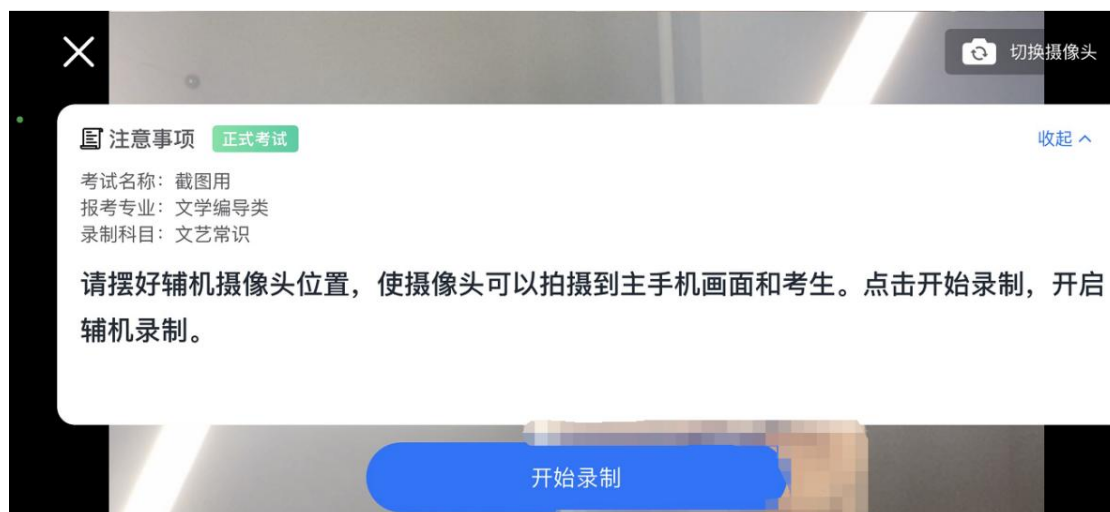 切换摄像头
注意事项 正式考试
收起
考试名称：截图用
报考专业：文学编导类
录制科目：文艺常识
请摆好辅机摄像头位置，使摄像头可以拍摄到主手机画面和考生。点击开始录制，开启
辅机录制。
开始录制